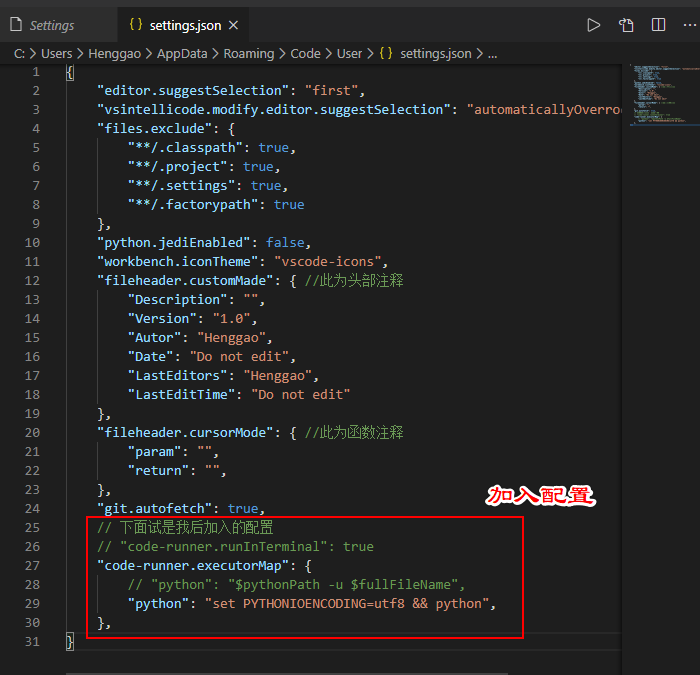 Settings
{} settings.json ×
C: > Users > Henggao > AppData > Roaming > Code > User > {} settings.json > ...
1 {
2 "editor.suggestSelection": "first",
3 "vsintellicode.modify.editor.suggestSelection": "automaticallyOverro
4 "files.exclude": {
5 "**/.classpath": true,
6 "**/.project": true,
7 "**/.settings": true,
8 "**/.factorypath": true
9 },
10 "python.jediEnabled": false,
11 "workbench.iconTheme": "vscode-icons",
12 "fileheader.customMade": { //此为头部注释
13 "Description": "",
14 "Version": "1.0",
15 "Autor": "Henggao",
16 "Date": "Do not edit",
17 "LastEditors": "Henggao",
18 "LastEditTime": "Do not edit"
19 },
20 "fileheader.cursorMode": { //此为函数注释
21 "param": "",
22 "return": "",
23 },
24 "git.autofetch": true,
加入配置
25 // 下面试是我后加入的配置
26 // "code-runner.runInTerminal": true
27 "code-runner.executorMap": {
28 // "python": "$pythonPath -u $fullFileName",
29 "python": "set PYTHONIOENCODING=utf8 && python",
30 },
31 }